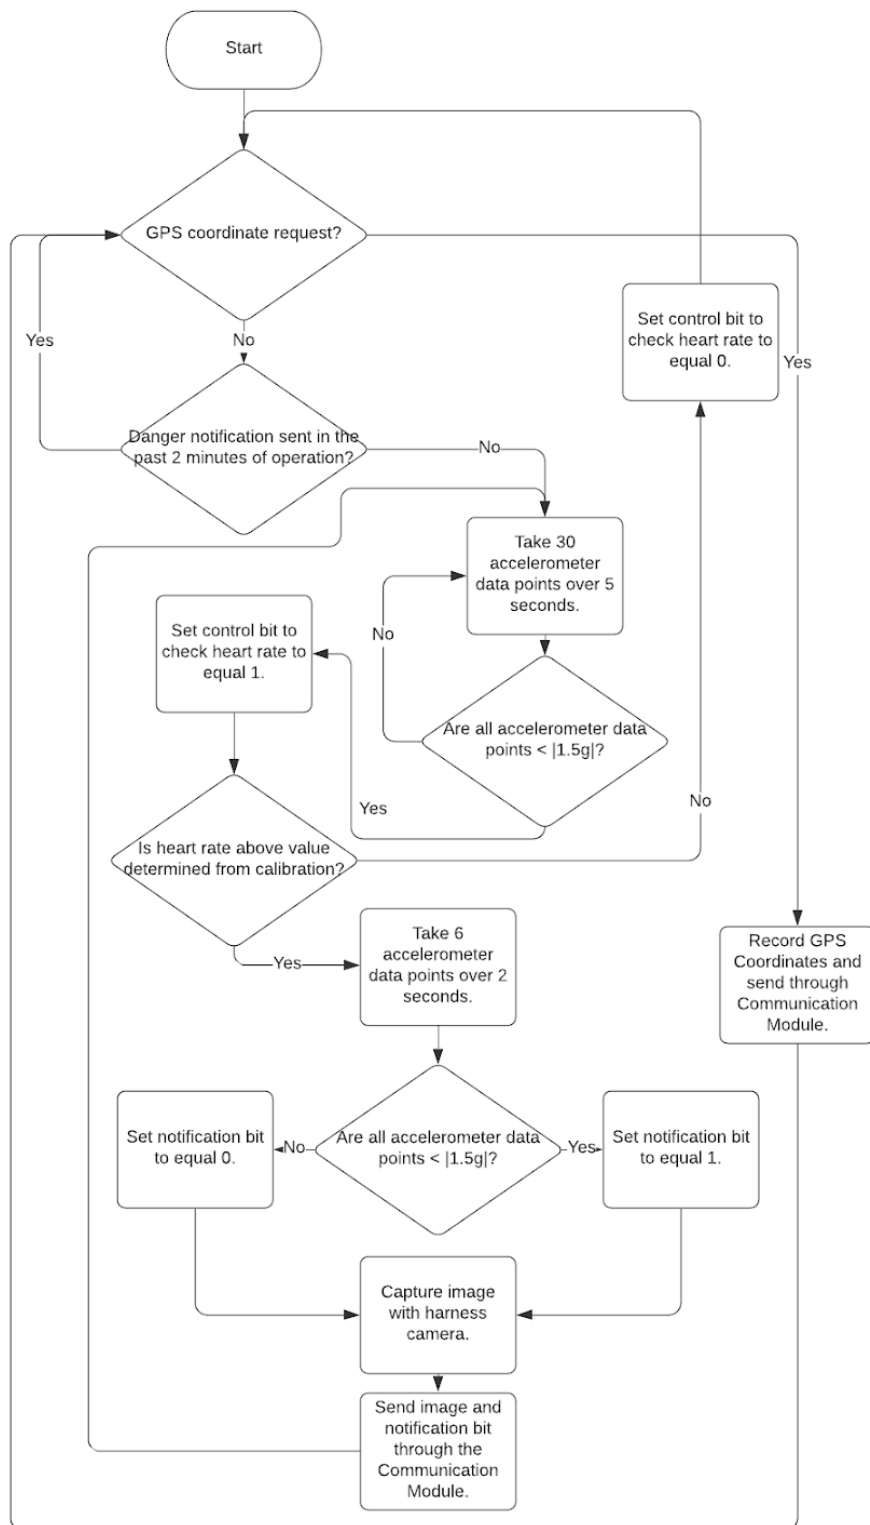 Start
GPS coordinate request?
Yes
No
Set control bit to
check heart rate to
equal 0.
Yes
Danger notification sent in the
past 2 minutes of operation?
No
Take 30
accelerometer
data points over 5
seconds.
No
Set control bit to
check heart rate to
equal 1.
Are all accelerometer data
points < |1.5g|?
Yes
No
Is heart rate above value
determined from calibration?
Yes
Take 6
accelerometer
data points over 2
seconds.
Record GPS
Coordinates and
send through
Communication
Module.
Set notification bit
to equal 0.
No
Are all accelerometer data
points < |1.5g|?
Yes
Set notification bit
to equal 1.
Capture image
with harness
camera.
Send image and
notification bit
through the
Communication
Module.